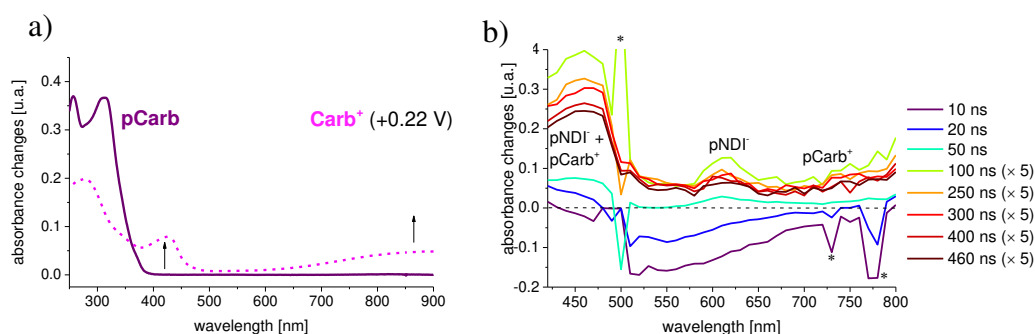 a)
absorbance changes [u.a.]
0.4
0.3
0.2
0.1
0.0
pCarb
Carb⁺ (+0.22 V)
300 400 500 600 700 800 900
wavelength [nm]
b)
absorbance changes [u.a.]
4
0.3
0.2
0.1
0.0
-0.1
-0.2
*
pNDI⁻ +
pCarb⁺
pNDI⁻
pCarb⁺
*
*
450 500 550 600 650 700 750 800
wavelength [nm]
10 ns
20 ns
50 ns
100 ns (× 5)
250 ns (× 5)
300 ns (× 5)
400 ns (× 5)
460 ns (× 5)